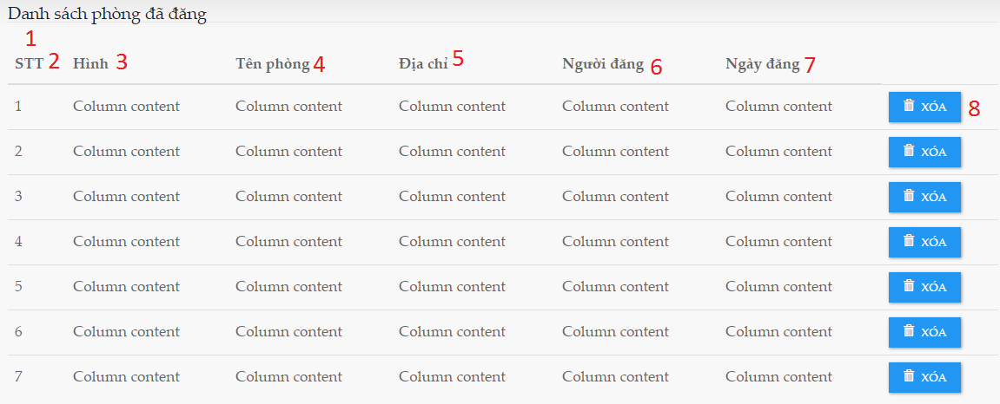 Danh sách phòng đã đăng
1
STT 2 Hình 3 Tên phòng 4 Địa chỉ 5 Người đăng 6 Ngày đăng 7
1 Column content Column content Column content Column content Column content XÓA 8
2 Column content Column content Column content Column content Column content XÓA
3 Column content Column content Column content Column content Column content XÓA
4 Column content Column content Column content Column content Column content XÓA
5 Column content Column content Column content Column content Column content XÓA
6 Column content Column content Column content Column content Column content XÓA
7 Column content Column content Column content Column content Column content XÓA